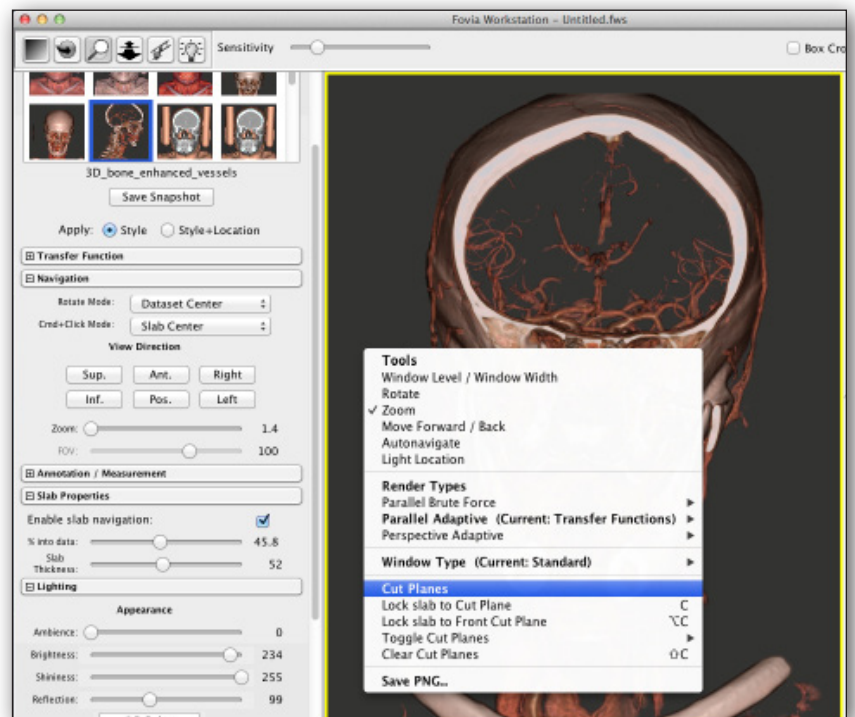 Fovia Workstation – Untitled.fws
Sensitivity
Box Cro
3D_bone_enhanced_vessels
Save Snapshot
Apply: Style Style+Location
Transfer Function
Navigation
Rotate Mode: Dataset Center
Cmd+Click Mode: Slab Center
View Direction
Sup. Ant. Right
Inf. Pos. Left
Zoom: 1.4
FOV: 100
Annotation / Measurement
Slab Properties
Enable slab navigation:
% into data: 45.8
Slab
Thickness: 52
Lighting
Appearance
Ambience: 0
Brightness: 234
Shininess: 255
Reflection: 99
Tools
Window Level / Window Width
Rotate
✓ Zoom
Move Forward / Back
Autonavigate
Light Location
Render Types
Parallel Brute Force
Parallel Adaptive (Current: Transfer Functions)
Perspective Adaptive
Window Type (Current: Standard)
Cut Planes
Lock slab to Cut Plane C
Lock slab to Front Cut Plane ⌥C
Toggle Cut Planes
Clear Cut Planes ⇧C
Save PNG...